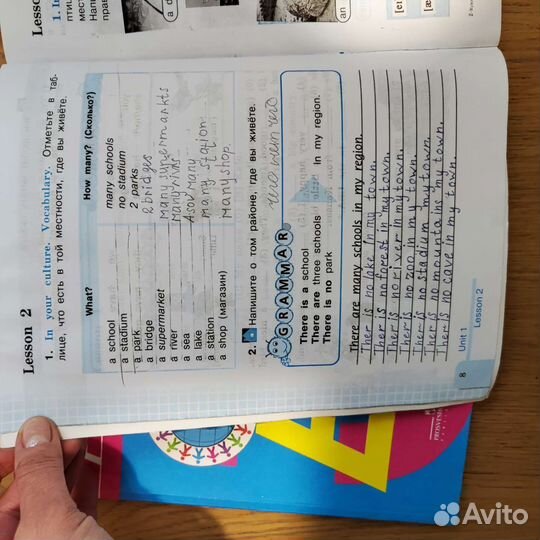 Lesson 2
1. In your culture. Vocabulary. Отметьте в таб-
лице, что есть в той местности, где вы живёте.
What? How many? (Сколько?)
a school many schools
a stadium no stadium
a park 2 parks
a bridge 2 bridges
a supermarket many supermarkts
a river
a sea Asov many
a lake
a station many station
a shop (магазин) many shop
2. Напишите о том районе, где вы живёте.
GRAMMAR
There is a school
There are three schools in my region.
There is no park
There are many schools in my region.
Ther is no lake in my town.
Ther is no forest in my town.
Ther is no river in my town.
Ther is no zoo in my town.
Ther is no stadium my town.
Ther is no mountains my town.
Ther is no cave in my town.
8 Unit 1 Lesson 2
Avito